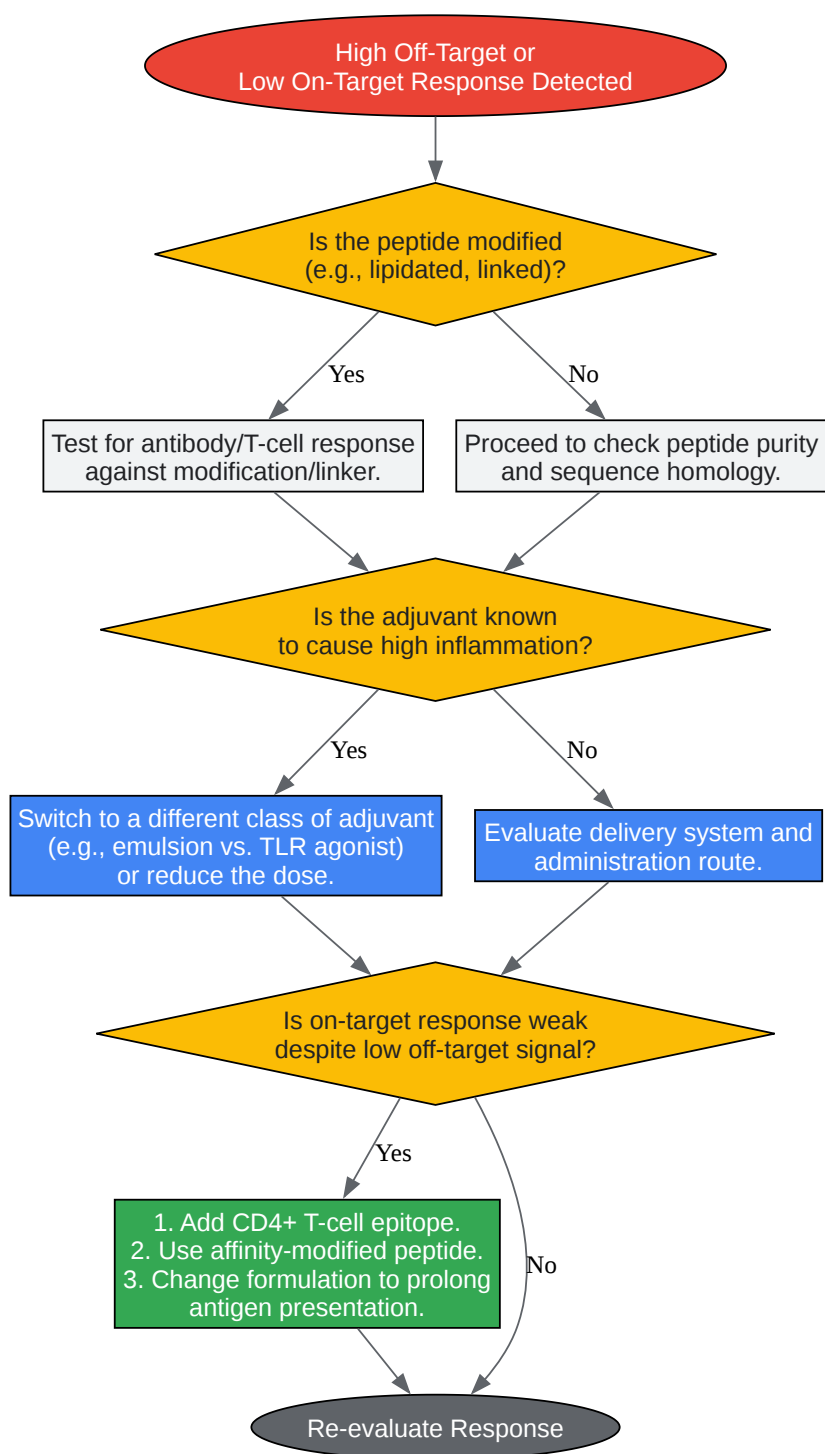 High Off-Target or
Low On-Target Response Detected
Is the peptide modified
(e.g., lipidated, linked)?
Yes
No
Test for antibody/T-cell response
against modification/linker.
Proceed to check peptide purity
and sequence homology.
Is the adjuvant known
to cause high inflammation?
Yes
No
Switch to a different class of adjuvant
(e.g., emulsion vs. TLR agonist)
or reduce the dose.
Evaluate delivery system and
administration route.
Is on-target response weak
despite low off-target signal?
Yes
1. Add CD4+ T-cell epitope.
2. Use affinity-modified peptide.
3. Change formulation to prolong
antigen presentation.
No
Re-evaluate Response